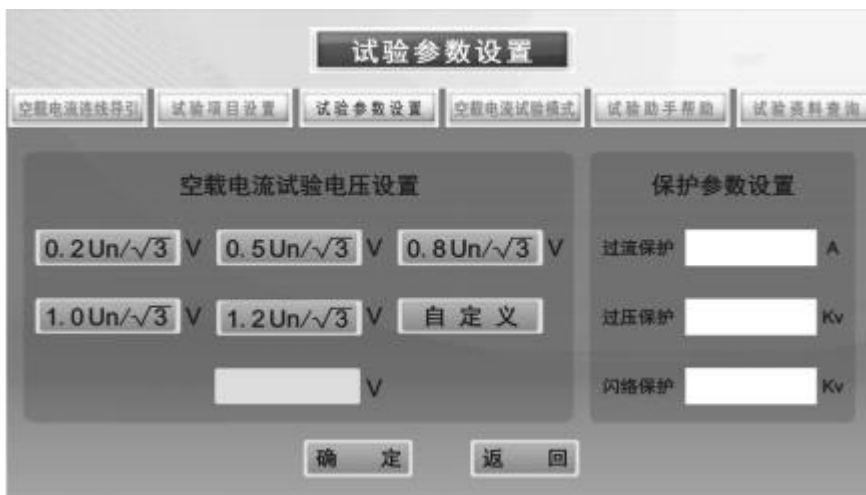 试验参数设置
空载电流连线导引 试验项目设置 试验参数设置 空载电流试验模式 试验助手帮助 试验资料查询
空载电流试验电压设置
0.2Un/√3 V 0.5Un/√3 V 0.8Un/√3 V
1.0Un/√3 V 1.2Un/√3 V 自定义
V
保护参数设置
过流保护 A
过压保护 Kv
闪络保护 Kv
确定 返回